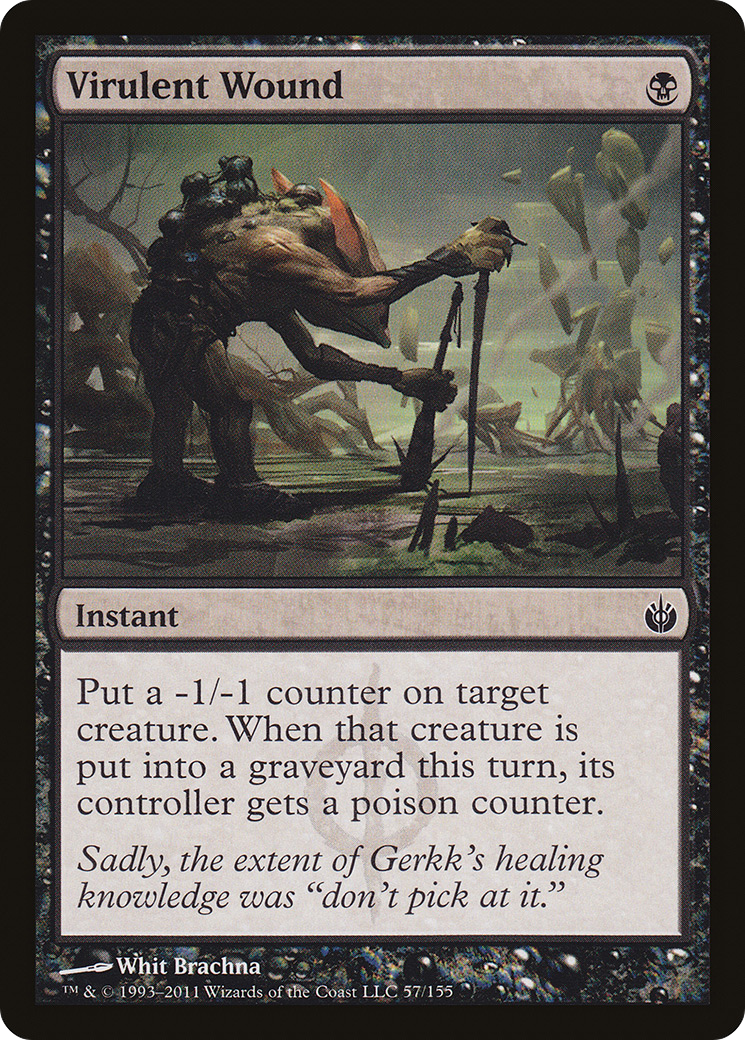 Virulent Wound
Instant
Put a -1/-1 counter on target
creature. When that creature is
put into a graveyard this turn, its
controller gets a poison counter.
Sadly, the extent of Gerkk's healing
knowledge was "don't pick at it."
Whit Brachna
™ & © 1993–2011 Wizards of the Coast LLC 57/155